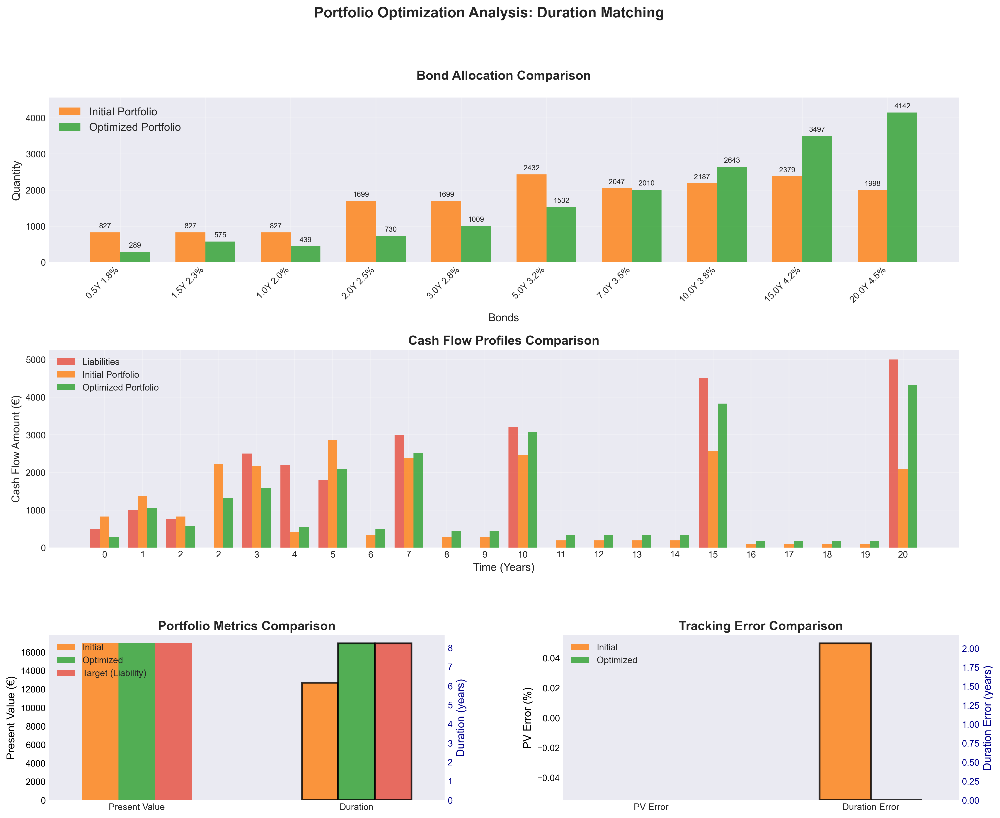 Portfolio Optimization Analysis: Duration Matching
Bond Allocation Comparison
Initial Portfolio
Optimized Portfolio
Quantity
4000
3000
2000
1000
0
827
289
827
575
827
439
1699
730
1699
1009
2432
1532
2047
2010
2187
2643
2379
3497
1998
4142
0.5Y 1.8%
1.5Y 2.3%
1.0Y 2.0%
2.0Y 2.5%
3.0Y 2.8%
5.0Y 3.2%
7.0Y 3.5%
10.0Y 3.8%
15.0Y 4.2%
20.0Y 4.5%
Bonds
Cash Flow Profiles Comparison
Liabilities
Initial Portfolio
Optimized Portfolio
Cash Flow Amount (€)
5000
4000
3000
2000
1000
0
0 1 2 2 3 4 5 6 7 8 9 10 11 12 13 14 15 16 17 18 19 20
Time (Years)
Portfolio Metrics Comparison
Initial
Optimized
Target (Liability)
Present Value (€)
16000
14000
12000
10000
8000
6000
4000
2000
0
Present Value
Duration
8
7
6
5
4
3
2
1
0
Duration (years)
Tracking Error Comparison
Initial
Optimized
PV Error (%)
0.04
0.02
0.00
−0.02
−0.04
PV Error
Duration Error
2.00
1.75
1.50
1.25
1.00
0.75
0.50
0.25
0.00
Duration Error (years)